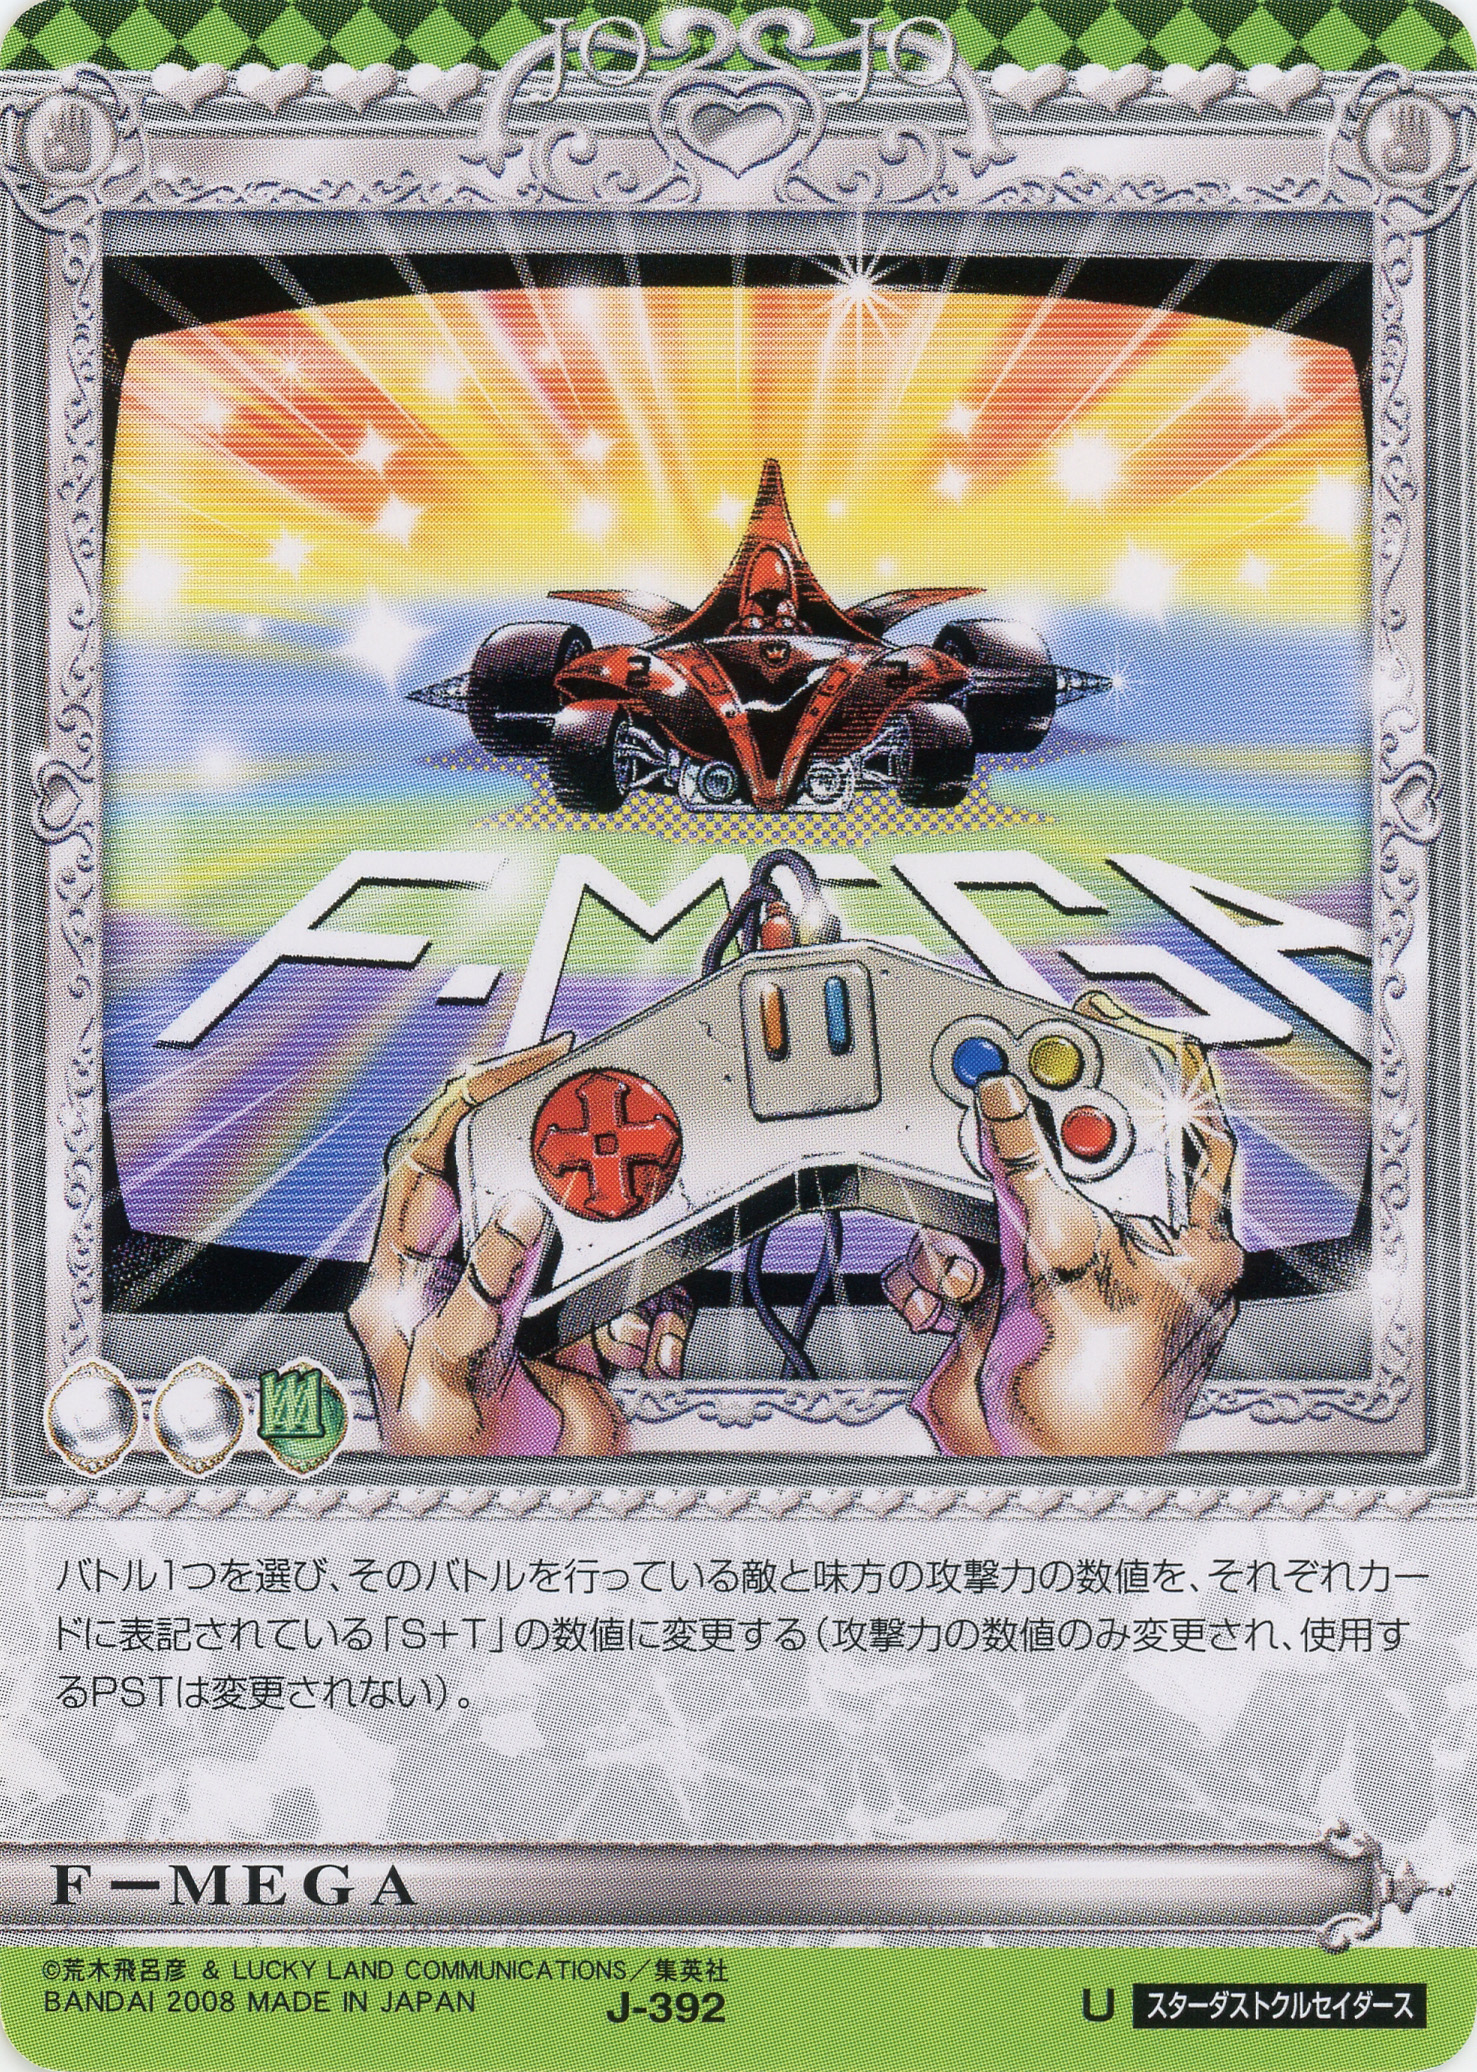 JO JO
2
F-MEGA
バトル1つを選び、そのバトルを行っている敵と味方の攻撃力の数値を、それぞれカー
ドに表記されている「S+T」の数値に変更する(攻撃力の数値のみ変更され、使用す
るPSTは変更されない)。
F－MEGA
©荒木飛呂彦 & LUCKY LAND COMMUNICATIONS／集英社
BANDAI 2008 MADE IN JAPAN
J-392
U スターダストクルセイダース